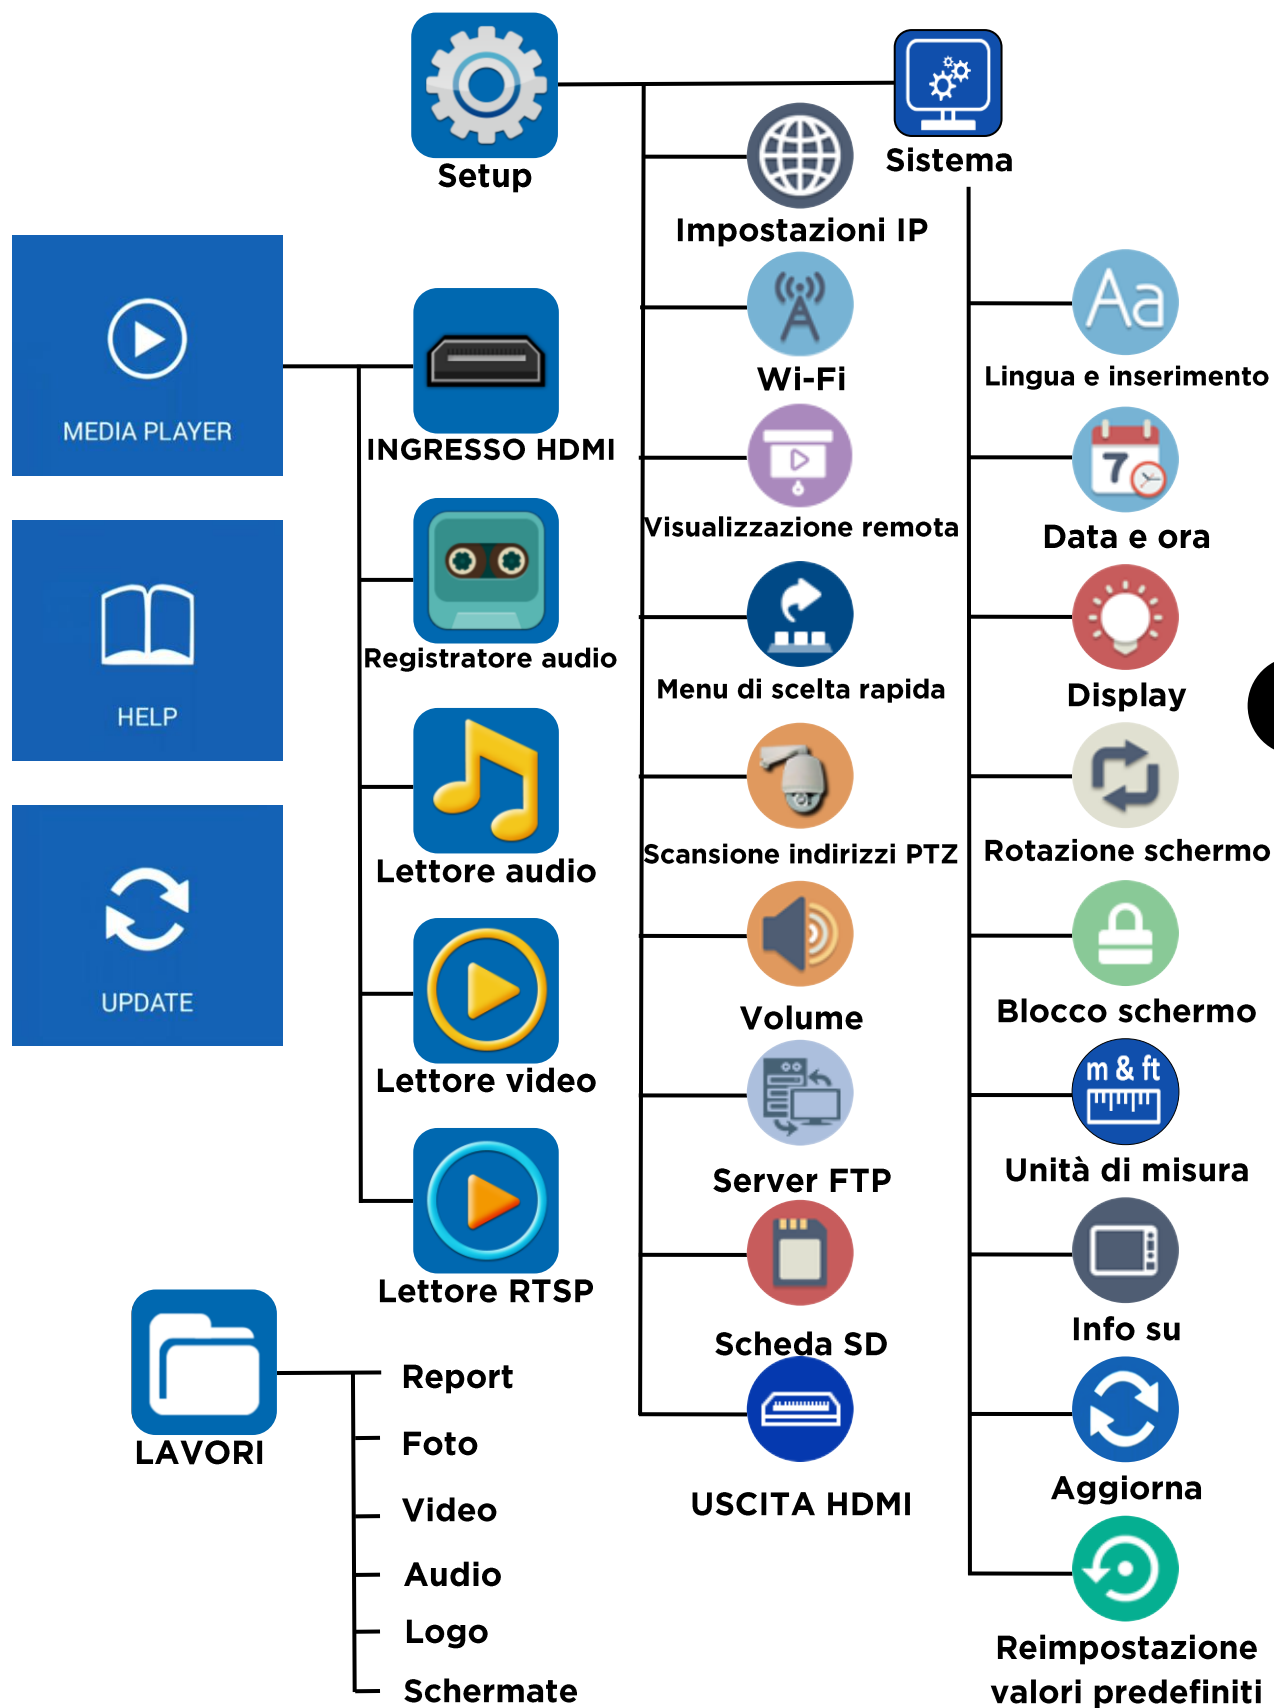 Setup
Sistema
Impostazioni IP
Wi-Fi
Visualizzazione remota
Menu di scelta rapida
Scansione indirizzi PTZ
Volume
Server FTP
Scheda SD
USCITA HDMI
Aa
Lingua e inserimento
7
Data e ora
Display
Rotazione schermo
Blocco schermo
m & ft
Unità di misura
Info su
Aggiorna
Reimpostazione
valori predefiniti
MEDIA PLAYER
INGRESSO HDMI
Registratore audio
Lettore audio
Lettore video
Lettore RTSP
HELP
UPDATE
LAVORI
Report
Foto
Video
Audio
Logo
Schermate